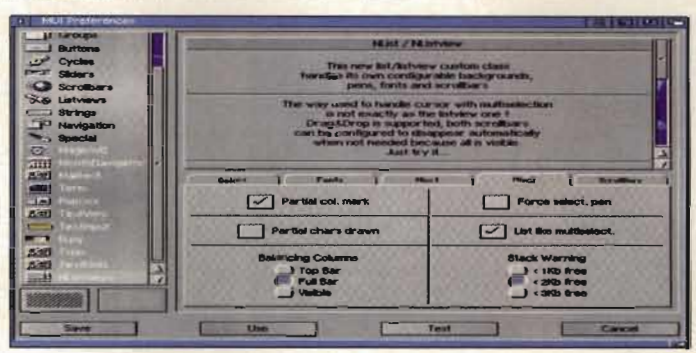 MUI Preferences
Groups
Buttons
Cycles
Sliders
Scrollbars
Listviews
Strings
Navigation
Special
NList / NListview
This new list/listview custom class
handles its own configurable backgrounds,
pens, fonts and scrollbars
The way used to handle cursor with multiselection
is not exactly as the listview one !
Drag&Drop is supported, both scrollbars
can be configured to disappear automatically
when not needed because all is visible
Just try it...
Fonts
Scrollbars
Partial col. mark
Force select. pen
Partial chars drawn
List like multiselect.
Balancing Columns
Top Bar
Full Bar
Visible
Stack Warning
< 1Kb free
< 2Kb free
< 3Kb free
Save
Use
Test
Cancel